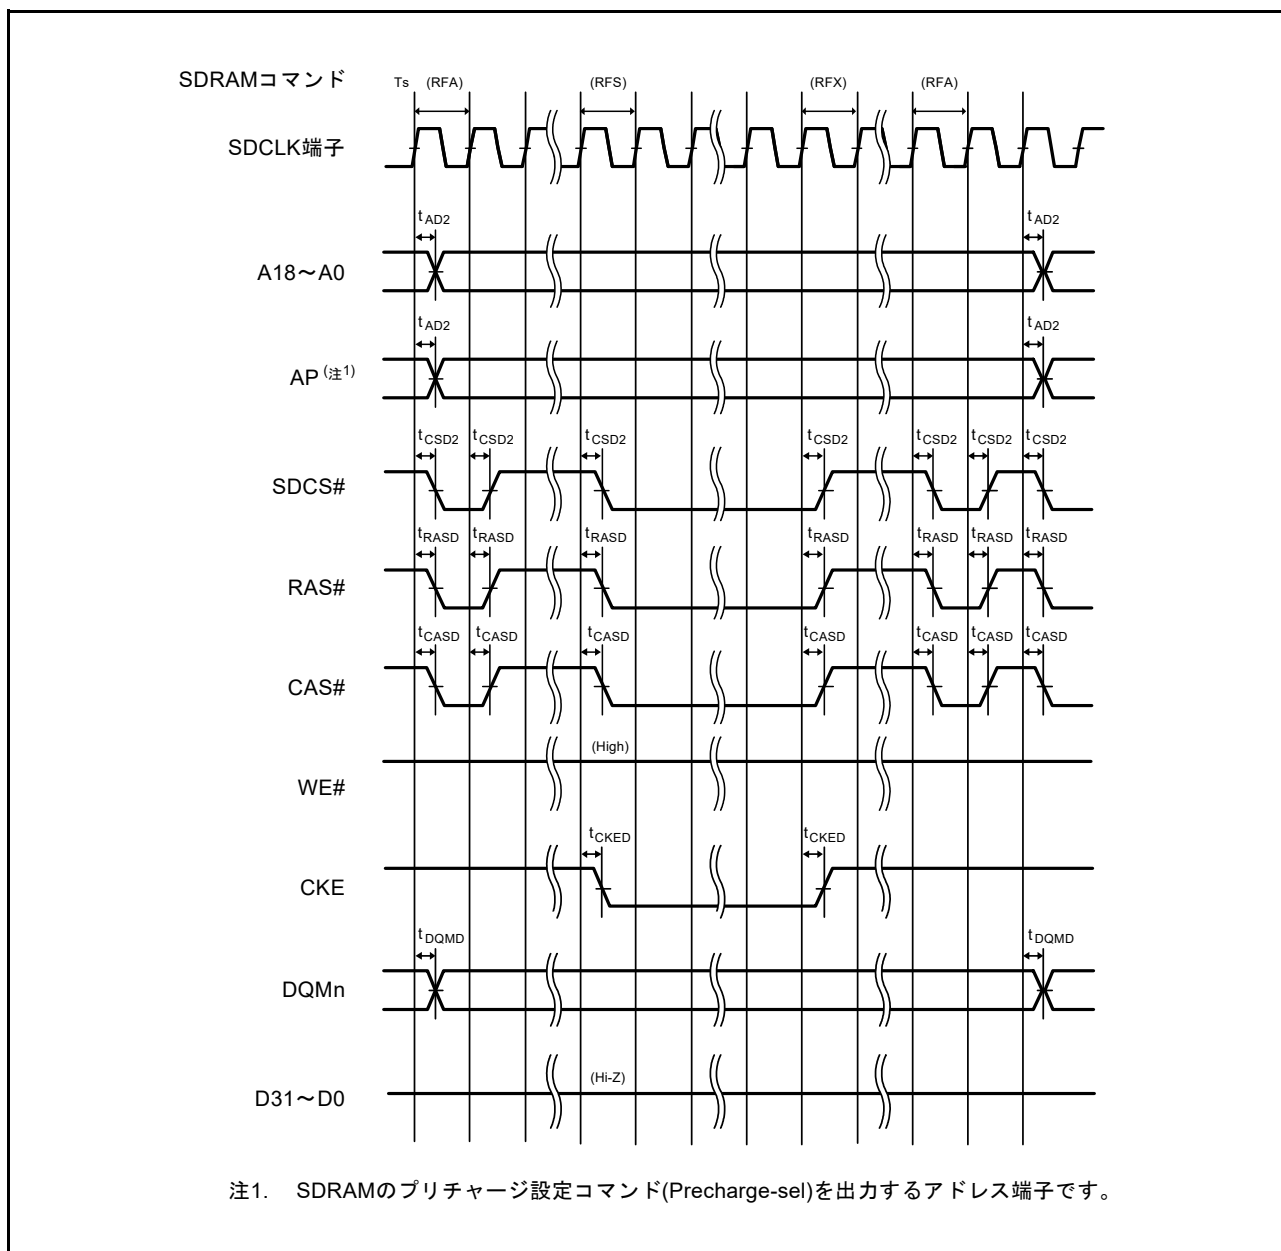 SDRAMコマンド Ts (RFA) (RFS) (RFX) (RFA)
SDCLK端子
tAD2 tAD2
A18～A0
tAD2 tAD2
AP(注1)
tCSD2 tCSD2 tCSD2 tCSD2 tCSD2 tCSD2 tCSD2
SDCS#
tRASD tRASD tRASD tRASD tRASD tRASD tRASD
RAS#
tCASD tCASD tCASD tCASD tCASD tCASD tCASD
CAS#
(High)
WE#
tCKED tCKED
CKE
tDQMD tDQMD
DQMn
(Hi-Z)
D31～D0
注1. SDRAMのプリチャージ設定コマンド(Precharge-sel)を出力するアドレス端子です。